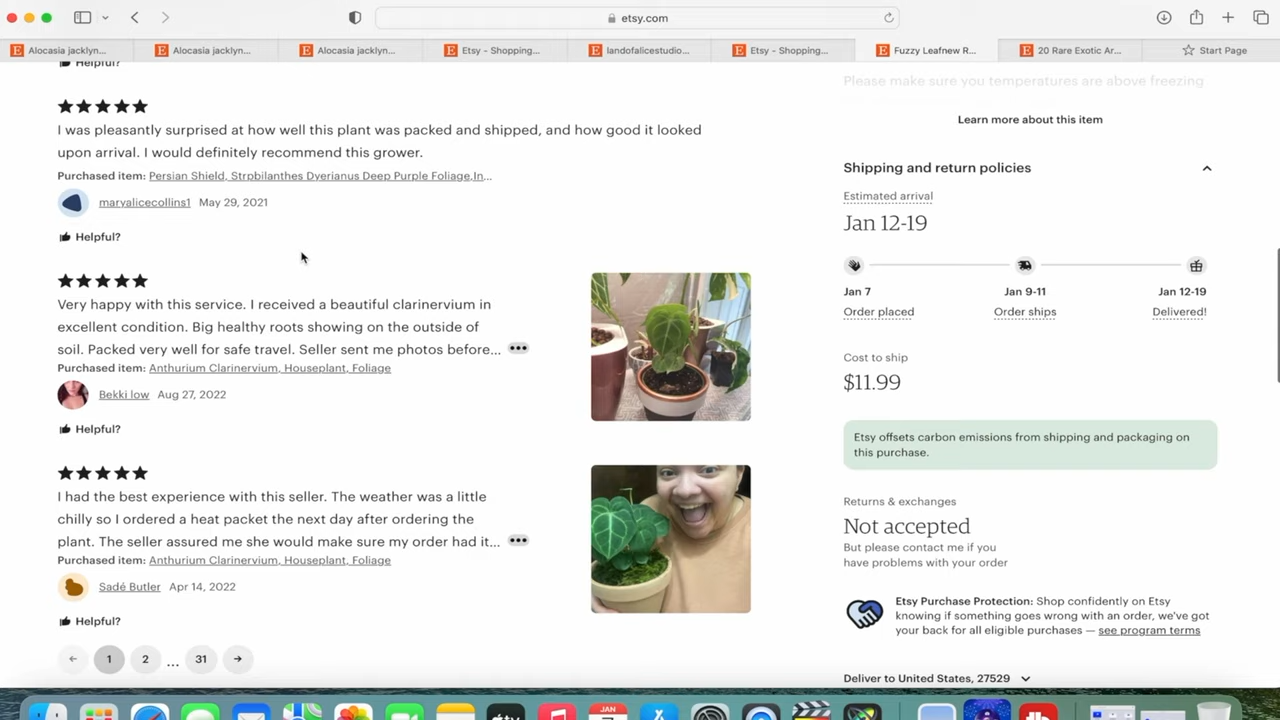 etsy.com
Alocasia jacklyn...
Alocasia jacklyn...
Alocasia jacklyn...
Etsy - Shopping...
landofalicestudio...
Etsy - Shopping...
Fuzzy Leafnew R...
20 Rare Exotic Ar...
Start Page
Helpful?
★★★★★
I was pleasantly surprised at how well this plant was packed and shipped, and how good it looked
upon arrival. I would definitely recommend this grower.
Purchased item: Persian Shield, Strpbilanthes Dverianus Deep Purple Foliage,In...
maryalicecollins1 May 29, 2021
Helpful?
★★★★★
Very happy with this service. I received a beautiful clarinervium in
excellent condition. Big healthy roots showing on the outside of
soil. Packed very well for safe travel. Seller sent me photos before...
Purchased item: Anthurium Clarinervium, Houseplant, Foliage
Bekki low Aug 27, 2022
Helpful?
★★★★★
I had the best experience with this seller. The weather was a little
chilly so I ordered a heat packet the next day after ordering the
plant. The seller assured me she would make sure my order had it...
Purchased item: Anthurium Clarinervium, Houseplant, Foliage
Sadé Butler Apr 14, 2022
Helpful?
← 1 2 ... 31 →
Please make sure you temperatures are above freezing
Learn more about this item
Shipping and return policies
Estimated arrival
Jan 12-19
Jan 7 Jan 9-11 Jan 12-19
Order placed Order ships Delivered!
Cost to ship
$11.99
Etsy offsets carbon emissions from shipping and packaging on
this purchase.
Returns & exchanges
Not accepted
But please contact me if you
have problems with your order
Etsy Purchase Protection: Shop confidently on Etsy
knowing if something goes wrong with an order, we've got
your back for all eligible purchases — see program terms
Deliver to United States, 27529
JAN